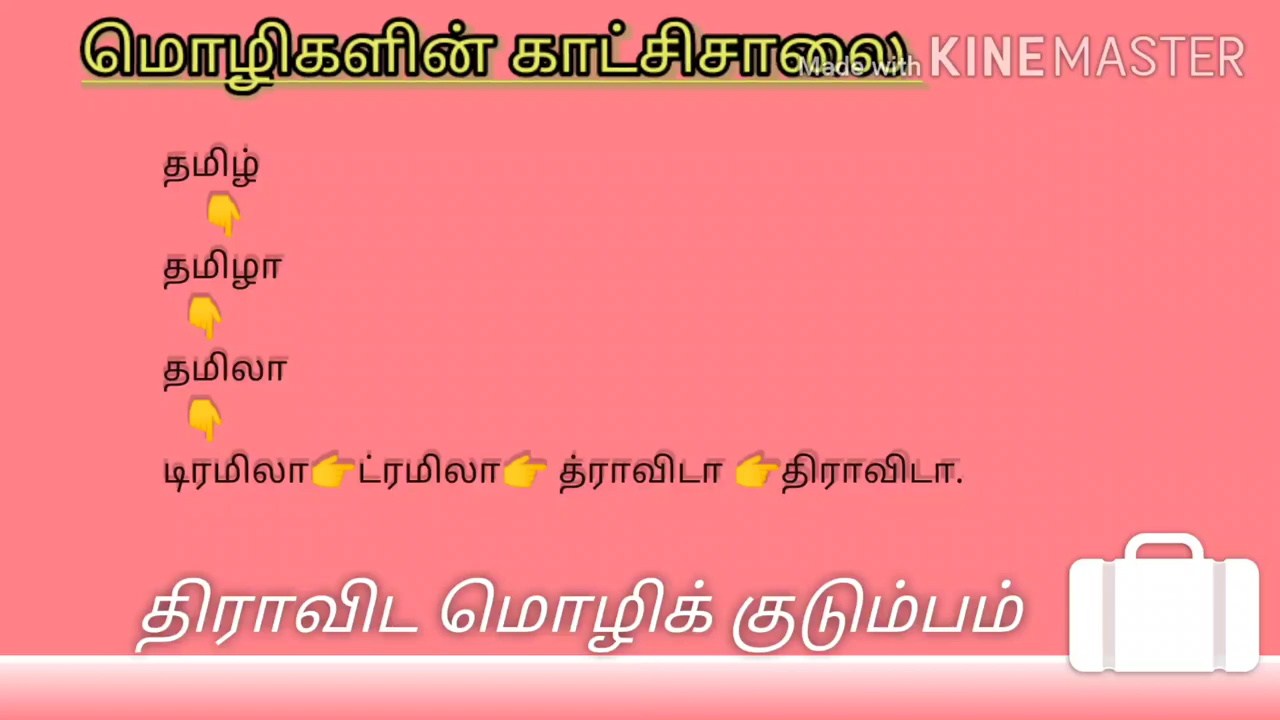 மொழிகளின் காட்சிசாலை
Made with KINEMASTER
தமிழ்
👇
தமிழா
👇
தமிலா
👇
டிரமிலா👉ட்ரமிலா👉 த்ராவிடா 👉திராவிடா.
திராவிட மொழிக் குடும்பம்